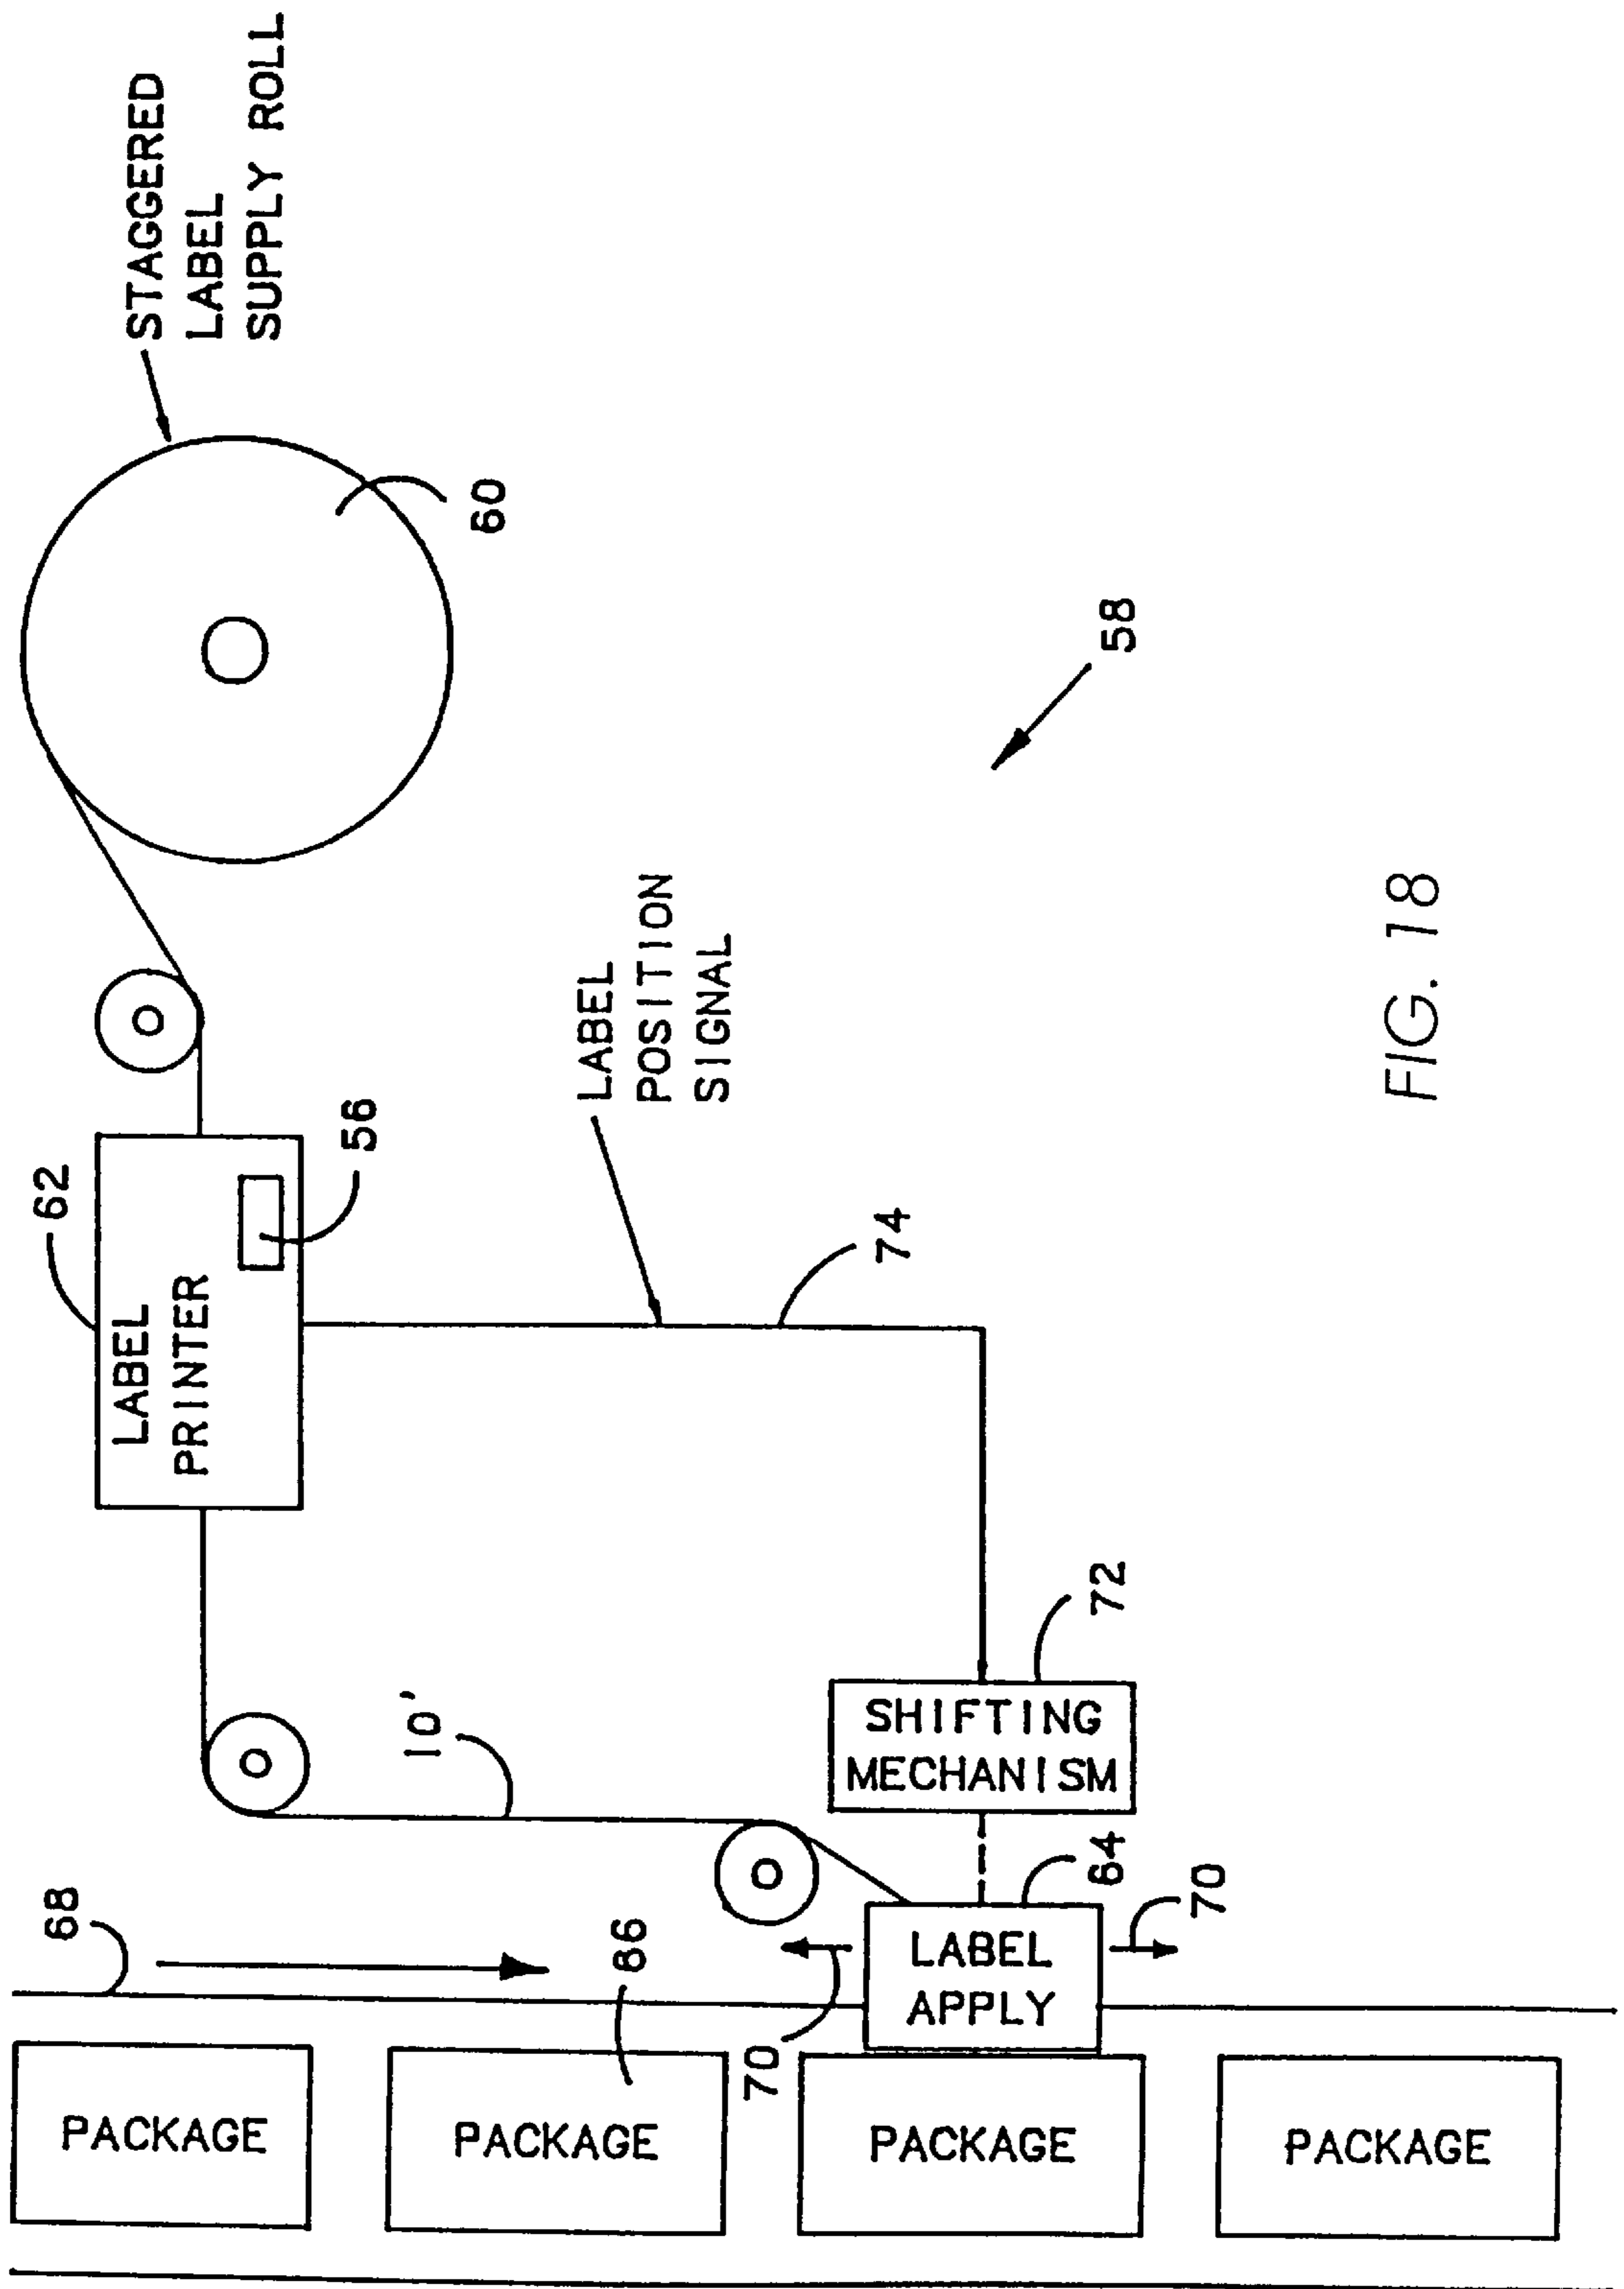 STAGGERED
LABEL
SUPPLY ROLL
60
62
LABEL
PRINTER
56
LABEL
POSITION
SIGNAL
74
58
10'
SHIFTING
MECHANISM
72
68
86
70
LABEL
APPLY
64
70
PACKAGE
PACKAGE
PACKAGE
PACKAGE
FIG. 18